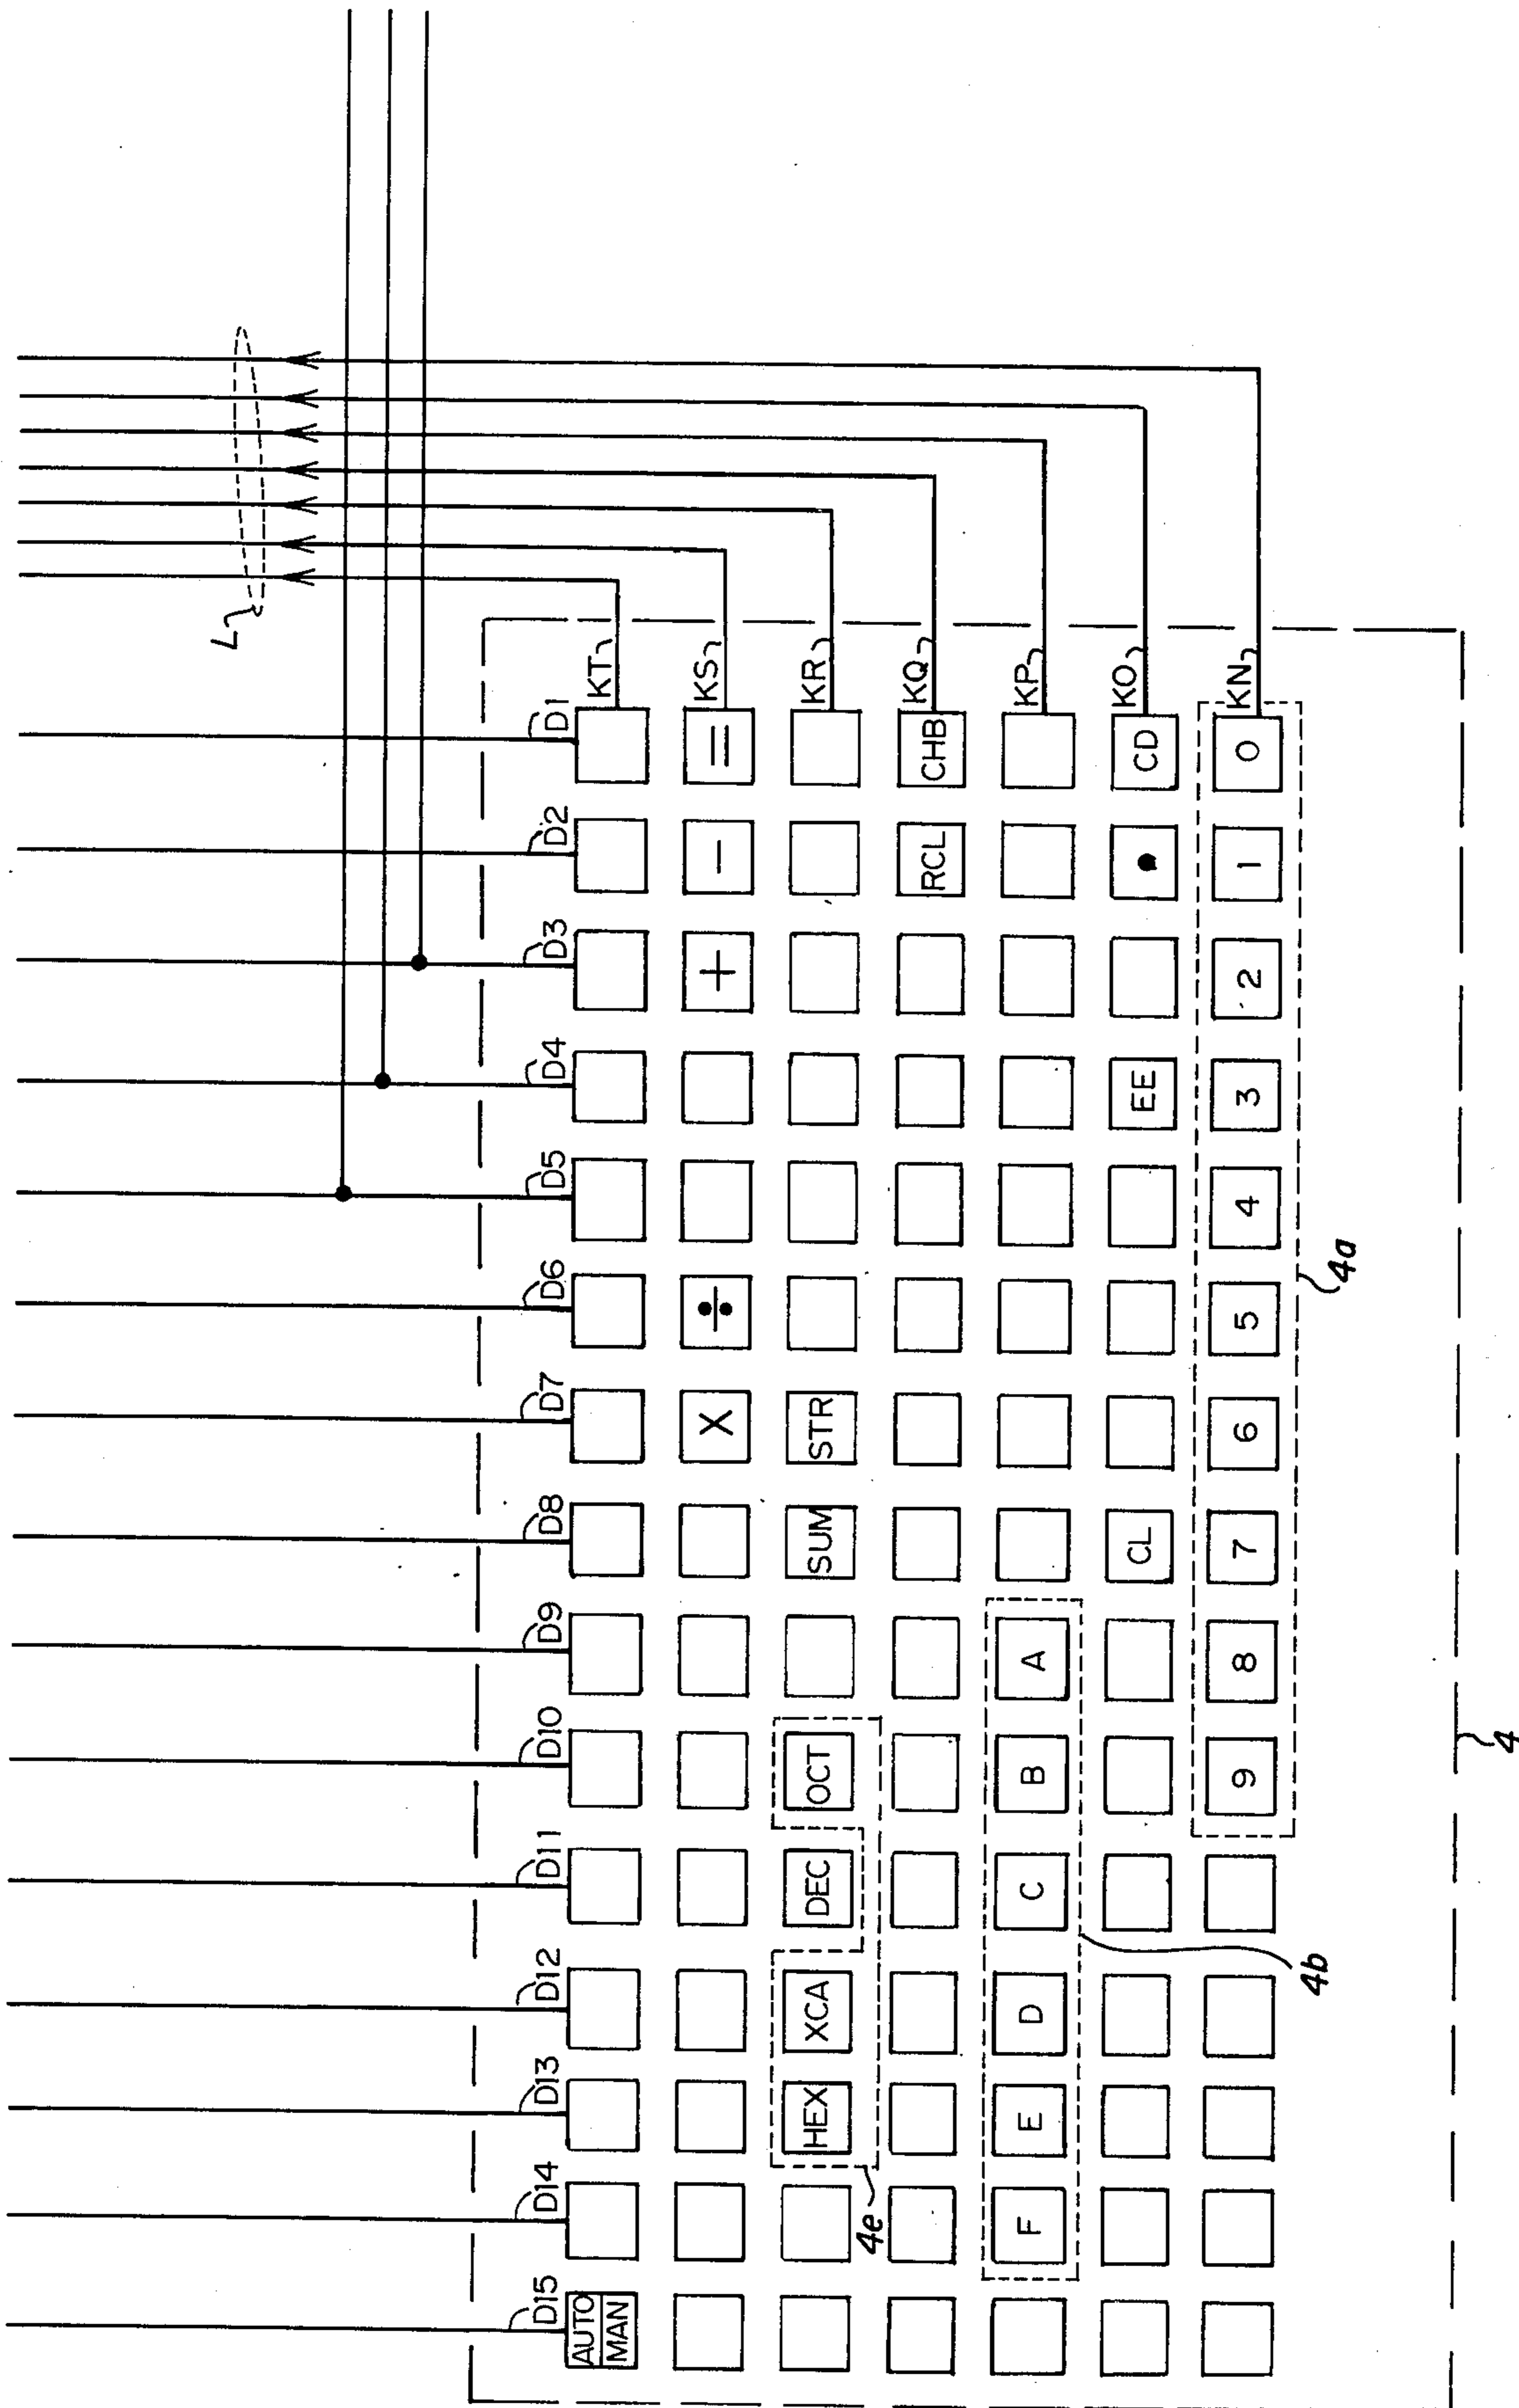 L
D15 D14 D13 D12 D11 D10 D9 D8 D7 D6 D5 D4 D3 D2 D1
AUTO KT
MAN
X ÷ + − = KS
HEX XCA DEC OCT SUM STR KR
4e
RCL CHB KQ
F E D C B A KP
CL EE • CD KO
9 8 7 6 5 4 3 2 1 0 KN
4b 4a
4